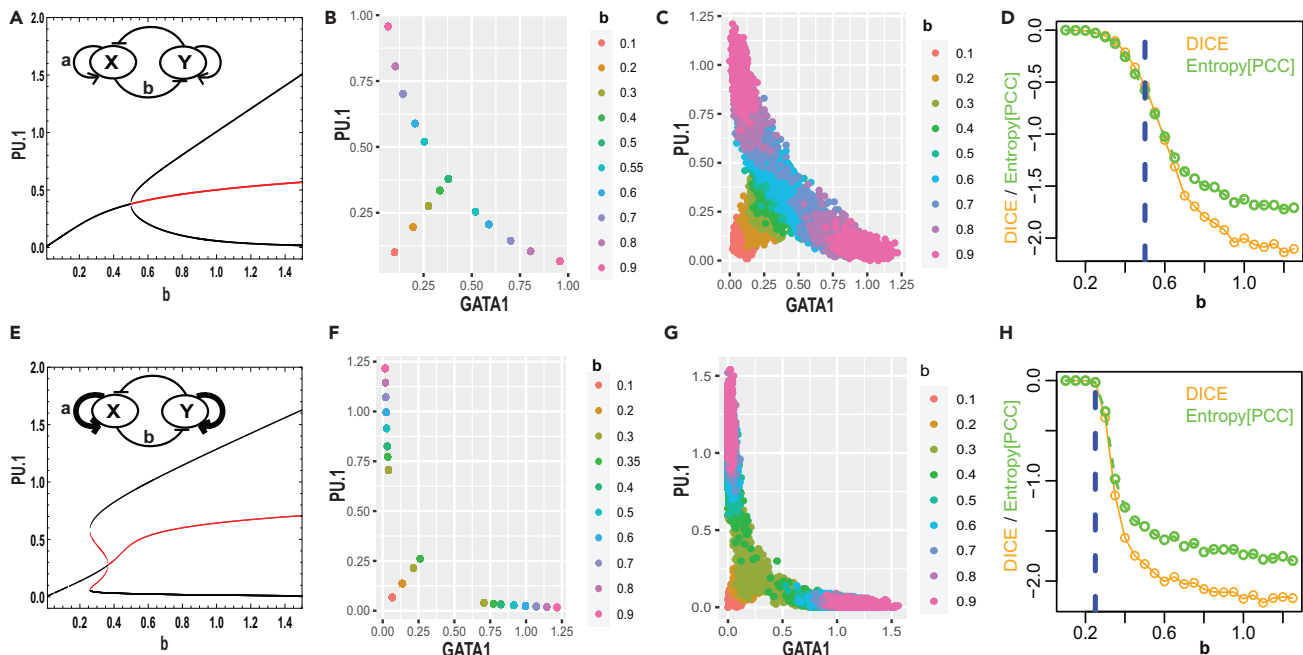 A
2.0
1.5
1.0
0.5
0.0
PU.1
a
X
Y
b
0.0 0.2 0.4 0.6 0.8 1.0 1.2 1.4
b
B
1.00
0.75
0.50
0.25
PU.1
0.25 0.50 0.75 1.00
GATA1
b
0.1
0.2
0.3
0.4
0.5
0.55
0.6
0.7
0.8
0.9
C
1.25
1.00
0.75
0.50
0.25
0.00
PU.1
0.00 0.25 0.50 0.75 1.00 1.25
GATA1
b
0.1
0.2
0.3
0.4
0.5
0.6
0.7
0.8
0.9
D
DICE / Entropy[PCC]
0.0
−0.5
−1.0
−1.5
−2.0
DICE
Entropy[PCC]
0.2 0.6 1.0
b
E
2.0
1.5
1.0
0.5
0.0
PU.1
a
X
Y
b
0.0 0.2 0.4 0.6 0.8 1.0 1.2 1.4
b
F
1.25
1.00
0.75
0.50
0.25
0.00
PU.1
0.00 0.25 0.50 0.75 1.00 1.25
GATA1
b
0.1
0.2
0.3
0.35
0.4
0.5
0.6
0.7
0.8
0.9
G
1.5
1.0
0.5
0.0
PU.1
0.0 0.5 1.0 1.5
GATA1
b
0.1
0.2
0.3
0.4
0.5
0.6
0.7
0.8
0.9
H
DICE / Entropy[PCC]
0.0
−1.0
−2.0
DICE
Entropy[PCC]
0.2 0.6 1.0
b